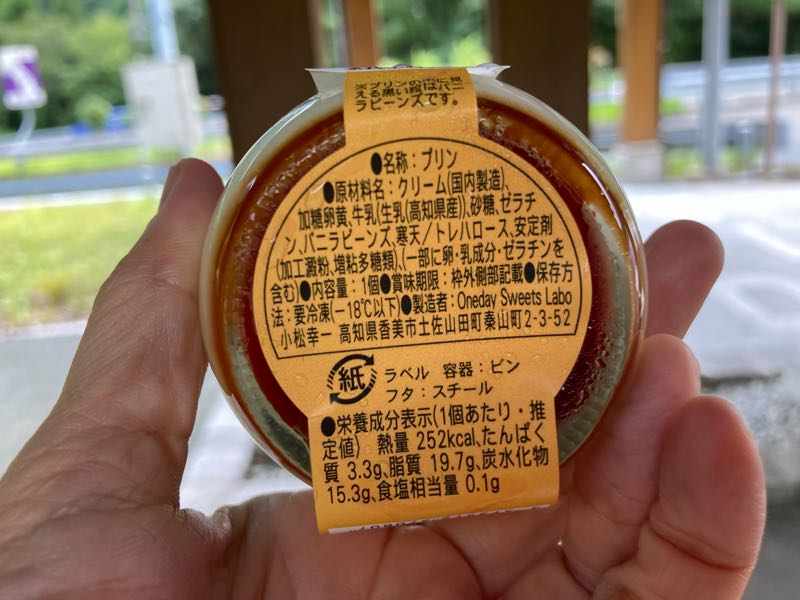 ※プリンの中に見
える黒い粒はバニ
ラビーンズです。
●名称：プリン
●原材料名：クリーム(国内製造)、
加糖卵黄、牛乳(生乳(高知県産))、砂糖、ゼラチ
ン、バニラビーンズ、寒天／トレハロース、安定剤
(加工澱粉、増粘多糖類)、(一部に卵・乳成分・ゼラチンを
含む)●内容量：1個●賞味期限：枠外側部記載●保存方
法：要冷凍(−18℃以下)●製造者：Oneday Sweets Labo
小松幸一 高知県香美市土佐山田町秦山町2-3-52
紙 ラベル 容器：ビン
フタ：スチール
●栄養成分表示(1個あたり・推
定値) 熱量 252kcal、たんぱく
質 3.3g、脂質 19.7g、炭水化物
15.3g、食塩相当量 0.1g